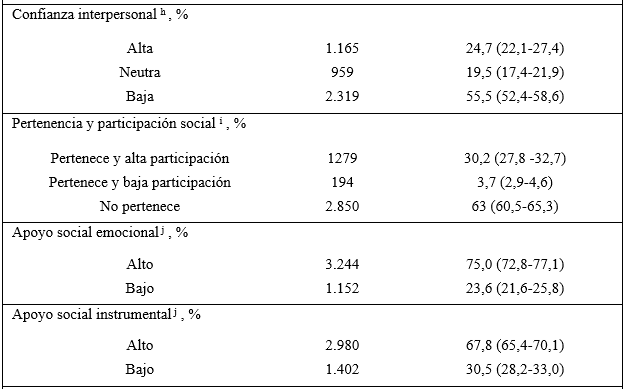 Confianza interpersonal ʰ , %
Alta 1.165 24,7 (22,1-27,4)
Neutra 959 19,5 (17,4-21,9)
Baja 2.319 55,5 (52,4-58,6)
Pertenencia y participación social ⁱ , %
Pertenece y alta participación 1279 30,2 (27,8 -32,7)
Pertenece y baja participación 194 3,7 (2,9-4,6)
No pertenece 2.850 63 (60,5-65,3)
Apoyo social emocional ʲ , %
Alto 3.244 75,0 (72,8-77,1)
Bajo 1.152 23,6 (21,6-25,8)
Apoyo social instrumental ʲ , %
Alto 2.980 67,8 (65,4-70,1)
Bajo 1.402 30,5 (28,2-33,0)